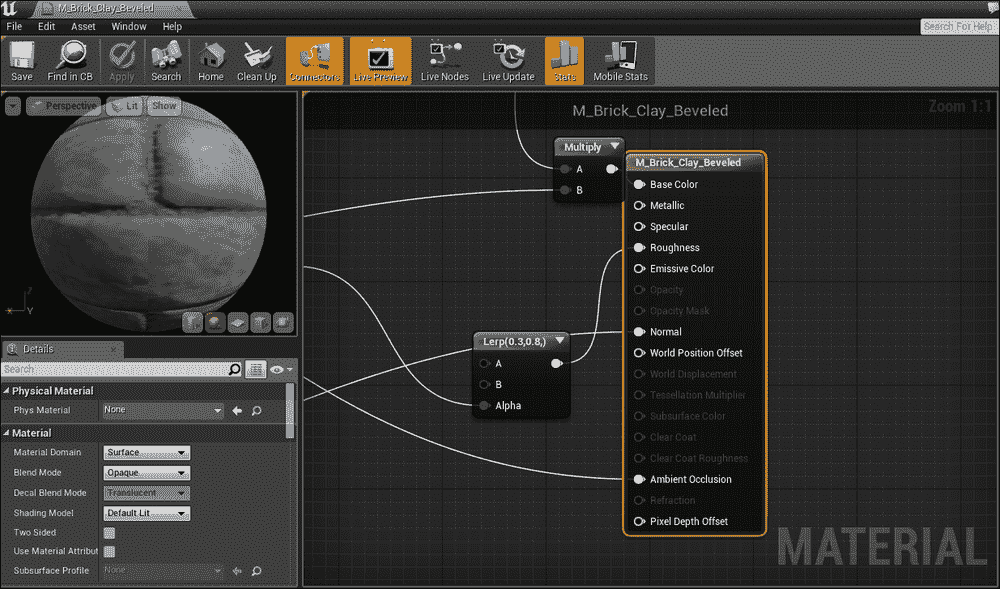 M_Brick_Clay_Beveled
File Edit Asset Window Help
Search For Help
Save Find in CB Apply Search Home Clean Up Connectors Live Preview Live Nodes Live Update Stats Mobile Stats
Perspective Lit Show
M_Brick_Clay_Beveled
Zoom 1:1
Z
Y
Multiply
A
B
M_Brick_Clay_Beveled
Base Color
Metallic
Specular
Roughness
Emissive Color
Opacity
Opacity Mask
Normal
World Position Offset
World Displacement
Tessellation Multiplier
Subsurface Color
Clear Coat
Clear Coat Roughness
Ambient Occlusion
Refraction
Pixel Depth Offset
Lerp(0.3,0.8,)
A
B
Alpha
MATERIAL
Details
Search
Physical Material
Phys Material None
Material
Material Domain Surface
Blend Mode Opaque
Decal Blend Mode Translucent
Shading Model Default Lit
Two Sided
Use Material Attribut
Subsurface Profile None